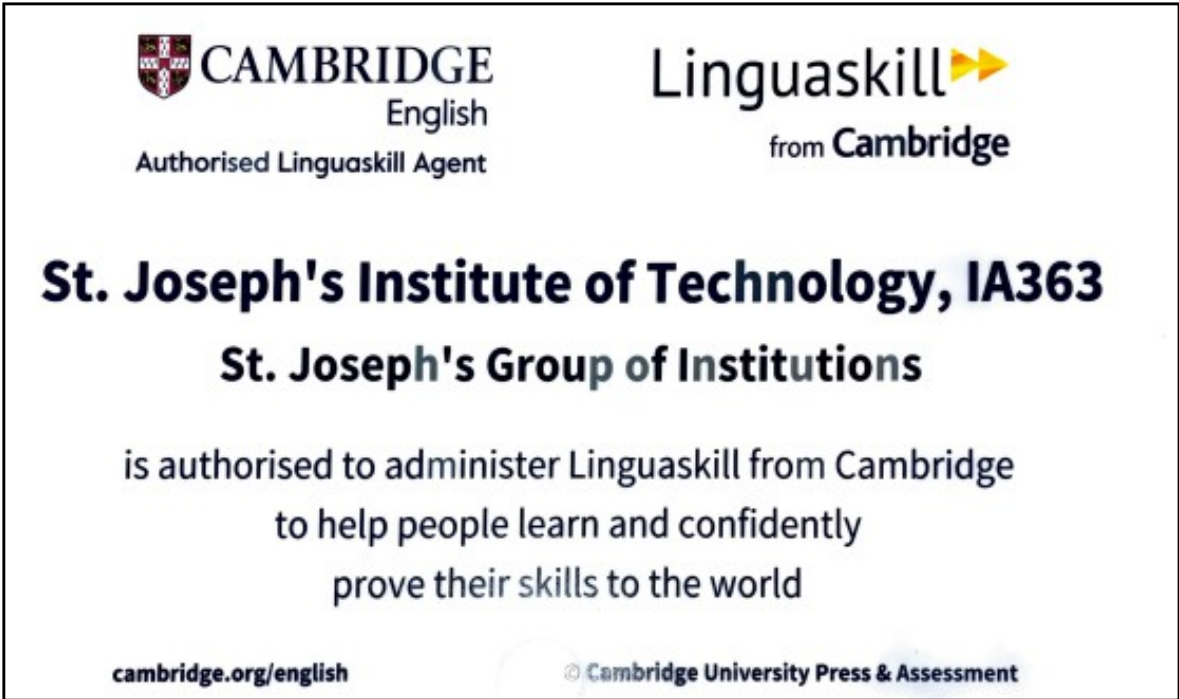 CAMBRIDGE
English
Authorised Linguaskill Agent
Linguaskill
from Cambridge
St. Joseph's Institute of Technology, IA363
St. Joseph's Group of Institutions
is authorised to administer Linguaskill from Cambridge
to help people learn and confidently
prove their skills to the world
cambridge.org/english
© Cambridge University Press & Assessment